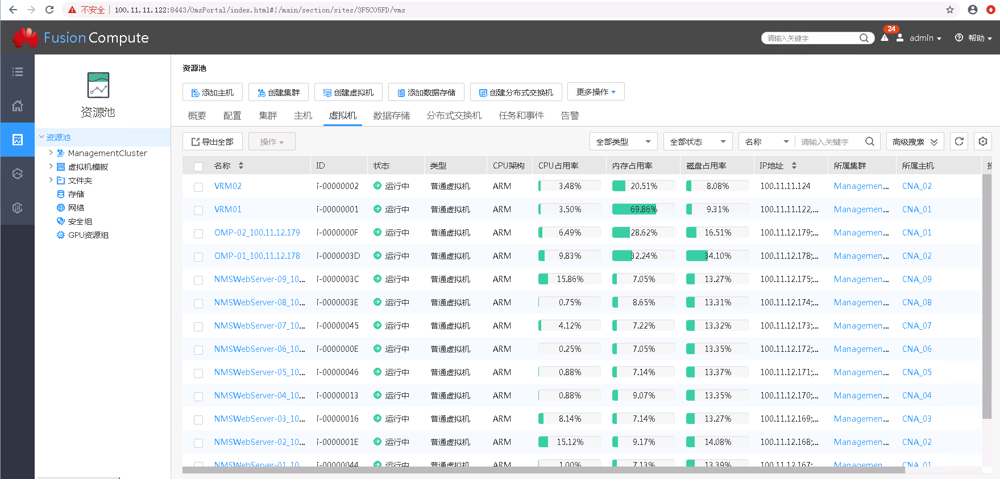 不安全 100.11.11.122:8443/OmsPortal/index.html#!/main/section/sites/3F5C05FD/vms
Fusion Compute
请输入关键字
24
admin
帮助
资源池
资源池
ManagementCluster
虚拟机模板
文件夹
存储
网络
安全组
GPU资源组
资源池
添加主机 创建集群 创建虚拟机 添加数据存储 创建分布式交换机 更多操作
概要 配置 集群 主机 虚拟机 数据存储 分布式交换机 任务和事件 告警
导出全部 操作 全部类型 全部状态 名称 请输入关键字 高级搜索
名称 ID 状态 类型 CPU架构 CPU占用率 内存占用率 磁盘占用率 IP地址 所属集群 所属主机
VRM02 i-00000002 运行中 普通虚拟机 ARM 3.48% 20.51% 8.08% 100.11.11.124 Managemen... CNA_02
VRM01 i-00000001 运行中 普通虚拟机 ARM 3.50% 69.86% 9.31% 100.11.11.122,... Managemen... CNA_01
OMP-02_100.11.12.179 i-0000000F 运行中 普通虚拟机 ARM 6.49% 28.62% 16.51% 100.11.12.179;... Managemen... CNA_01
OMP-01_100.11.12.178 i-0000003D 运行中 普通虚拟机 ARM 9.83% 32.24% 34.10% 100.11.12.178;... Managemen... CNA_02
NMSWebServer-09_10... i-0000003C 运行中 普通虚拟机 ARM 15.86% 7.05% 13.27% 100.11.12.175;... Managemen... CNA_09
NMSWebServer-08_10... i-0000003E 运行中 普通虚拟机 ARM 0.75% 8.65% 13.31% 100.11.12.174;... Managemen... CNA_08
NMSWebServer-07_10... i-00000045 运行中 普通虚拟机 ARM 4.12% 7.22% 13.32% 100.11.12.173;... Managemen... CNA_07
NMSWebServer-06_10... i-0000000E 运行中 普通虚拟机 ARM 0.25% 7.05% 13.35% 100.11.12.172;... Managemen... CNA_06
NMSWebServer-05_10... i-00000046 运行中 普通虚拟机 ARM 0.88% 7.14% 13.37% 100.11.12.171;... Managemen... CNA_05
NMSWebServer-04_10... i-00000013 运行中 普通虚拟机 ARM 0.88% 9.07% 13.35% 100.11.12.170;... Managemen... CNA_04
NMSWebServer-03_10... i-00000016 运行中 普通虚拟机 ARM 8.14% 7.14% 13.27% 100.11.12.169;... Managemen... CNA_03
NMSWebServer-02_10... i-0000001E 运行中 普通虚拟机 ARM 15.12% 9.17% 14.08% 100.11.12.168;... Managemen... CNA_02
NMSWebServer-01_10... i-00000044 运行中 普通虚拟机 ARM 1.00% 7.13% 13.39% 100.11.12.167;... Managemen... CNA_01